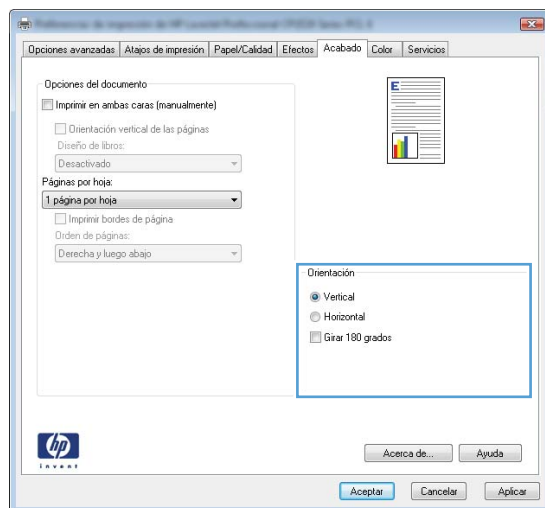 Opciones avanzadas Atajos de impresión Papel/Calidad Efectos Acabado Color Servicios
Opciones del documento
Imprimir en ambas caras (manualmente)
Orientación vertical de las páginas
Diseño de libros:
Desactivado
Páginas por hoja:
1 página por hoja
Imprimir bordes de página
Orden de páginas:
Derecha y luego abajo
E
Orientación
Vertical
Horizontal
Girar 180 grados
hp
invent
Acerca de... Ayuda
Aceptar Cancelar Aplicar